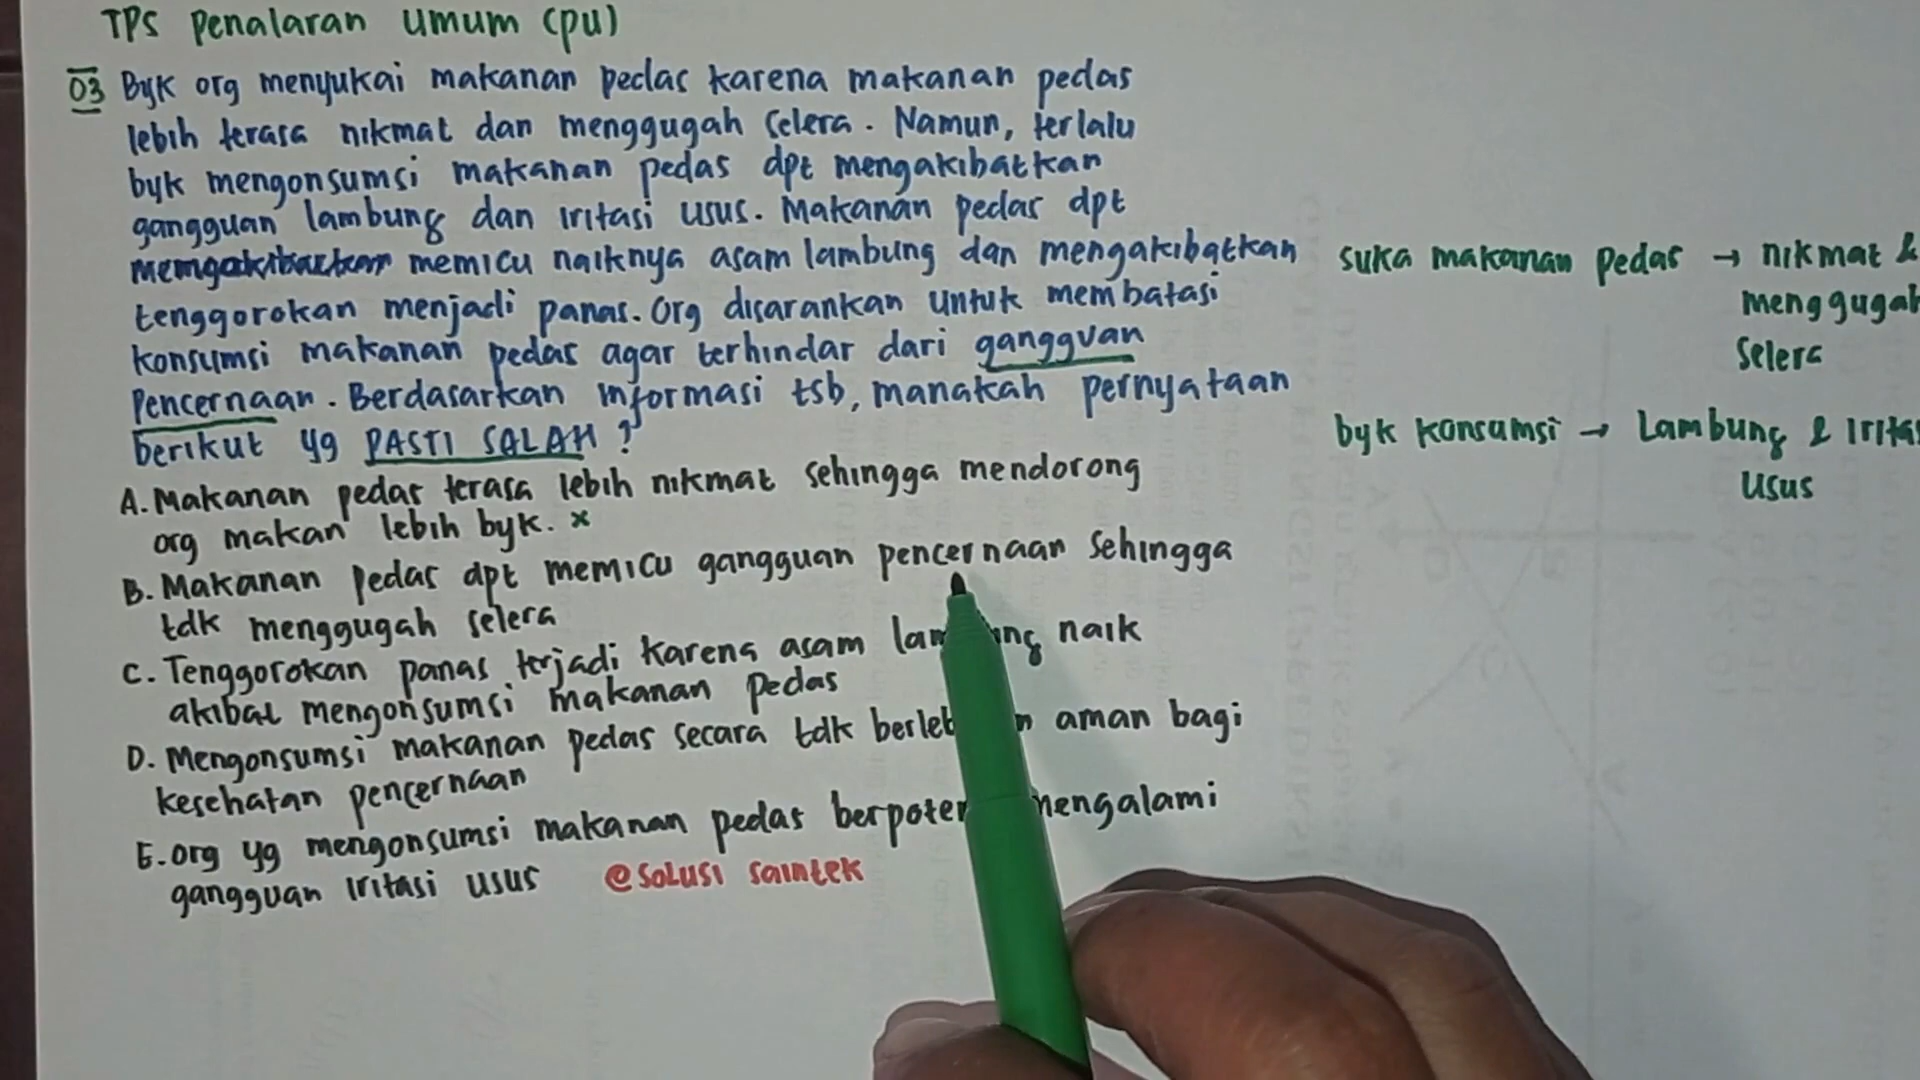 TPS Penalaran Umum (PU)
03 Byk org menyukai makanan pedas karena makanan pedas
lebih terasa nikmat dan menggugah selera. Namun, terlalu
byk mengonsumsi makanan pedas dpt mengakibatkan
gangguan lambung dan iritasi usus. Makanan pedas dpt
memicu naiknya asam lambung dan mengakibatkan
tenggorokan menjadi panas. Org disarankan untuk membatasi
konsumsi makanan pedas agar terhindar dari gangguan
Pencernaan. Berdasarkan informasi tsb, manakah pernyataan
berikut yg PASTI SALAH?
A. Makanan pedas terasa lebih nikmat sehingga mendorong
org makan lebih byk. x
B. Makanan pedas dpt memicu gangguan pencernaan sehingga
tdk menggugah selera
C. Tenggorokan panas terjadi karena asam naik
akibat mengonsumsi makanan pedas
D. Mengonsumsi makanan pedas secara tdk aman bagi
kesehatan pencernaan
E. org yg mengonsumsi makanan pedas mengalami
gangguan iritasi usus @solusi saintek
suka makanan pedas → nikmat &
menggugah
selera
byk konsumsi → Lambung &
Usus